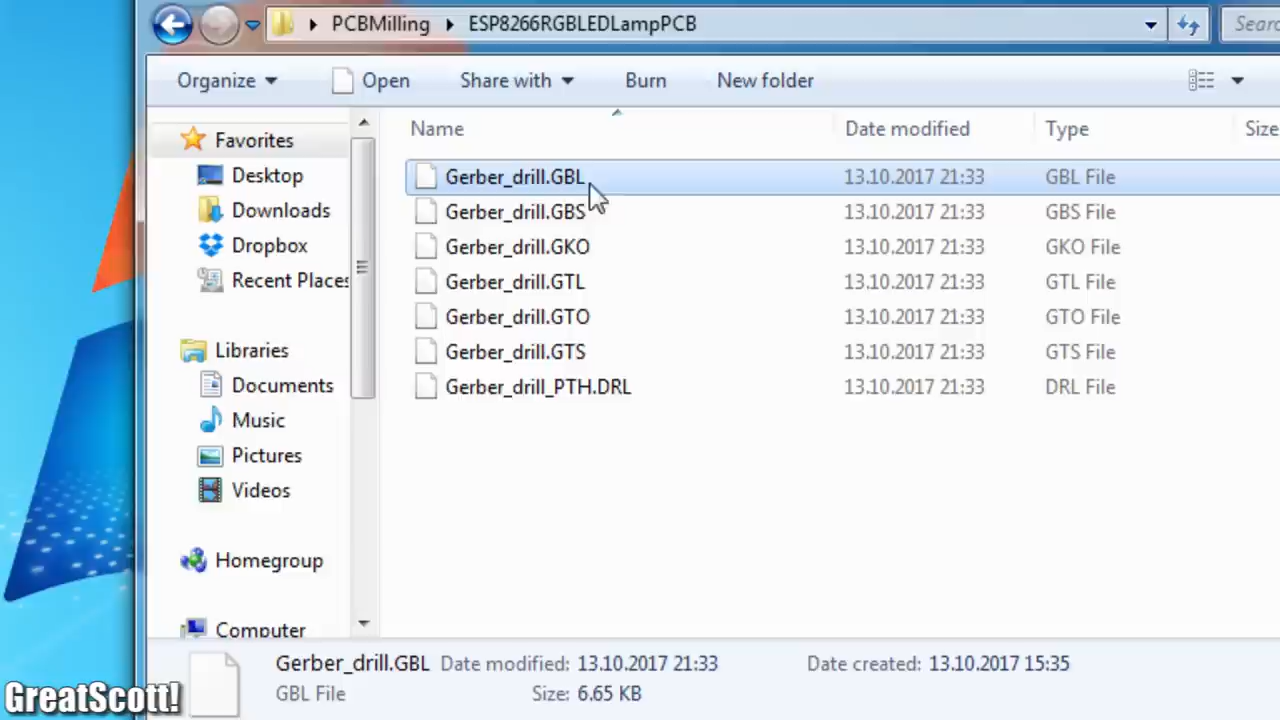 PCBMilling ESP8266RGBLEDLampPCB
Organize Open Share with Burn New folder
Name Date modified Type Size
Favorites
Desktop
Downloads
Dropbox
Recent Places
Libraries
Documents
Music
Pictures
Videos
Homegroup
Computer
Gerber_drill.GBL 13.10.2017 21:33 GBL File
Gerber_drill.GBS 13.10.2017 21:33 GBS File
Gerber_drill.GKO 13.10.2017 21:33 GKO File
Gerber_drill.GTL 13.10.2017 21:33 GTL File
Gerber_drill.GTO 13.10.2017 21:33 GTO File
Gerber_drill.GTS 13.10.2017 21:33 GTS File
Gerber_drill_PTH.DRL 13.10.2017 21:33 DRL File
Gerber_drill.GBL Date modified: 13.10.2017 21:33 Date created: 13.10.2017 15:35
GBL File Size: 6.65 KB
GreatScott!